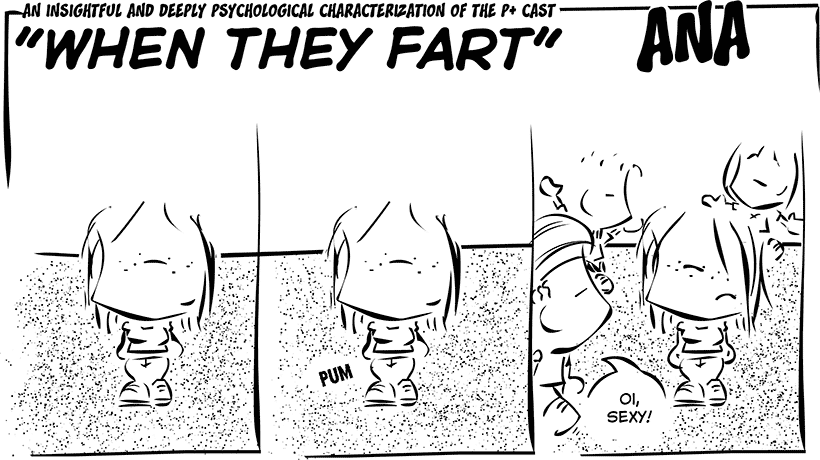 AN INSIGHTFUL AND DEEPLY PSYCHOLOGICAL CHARACTERIZATION OF THE P+ CAST
"WHEN THEY FART"
ANA
PUM
OI,
SEXY!